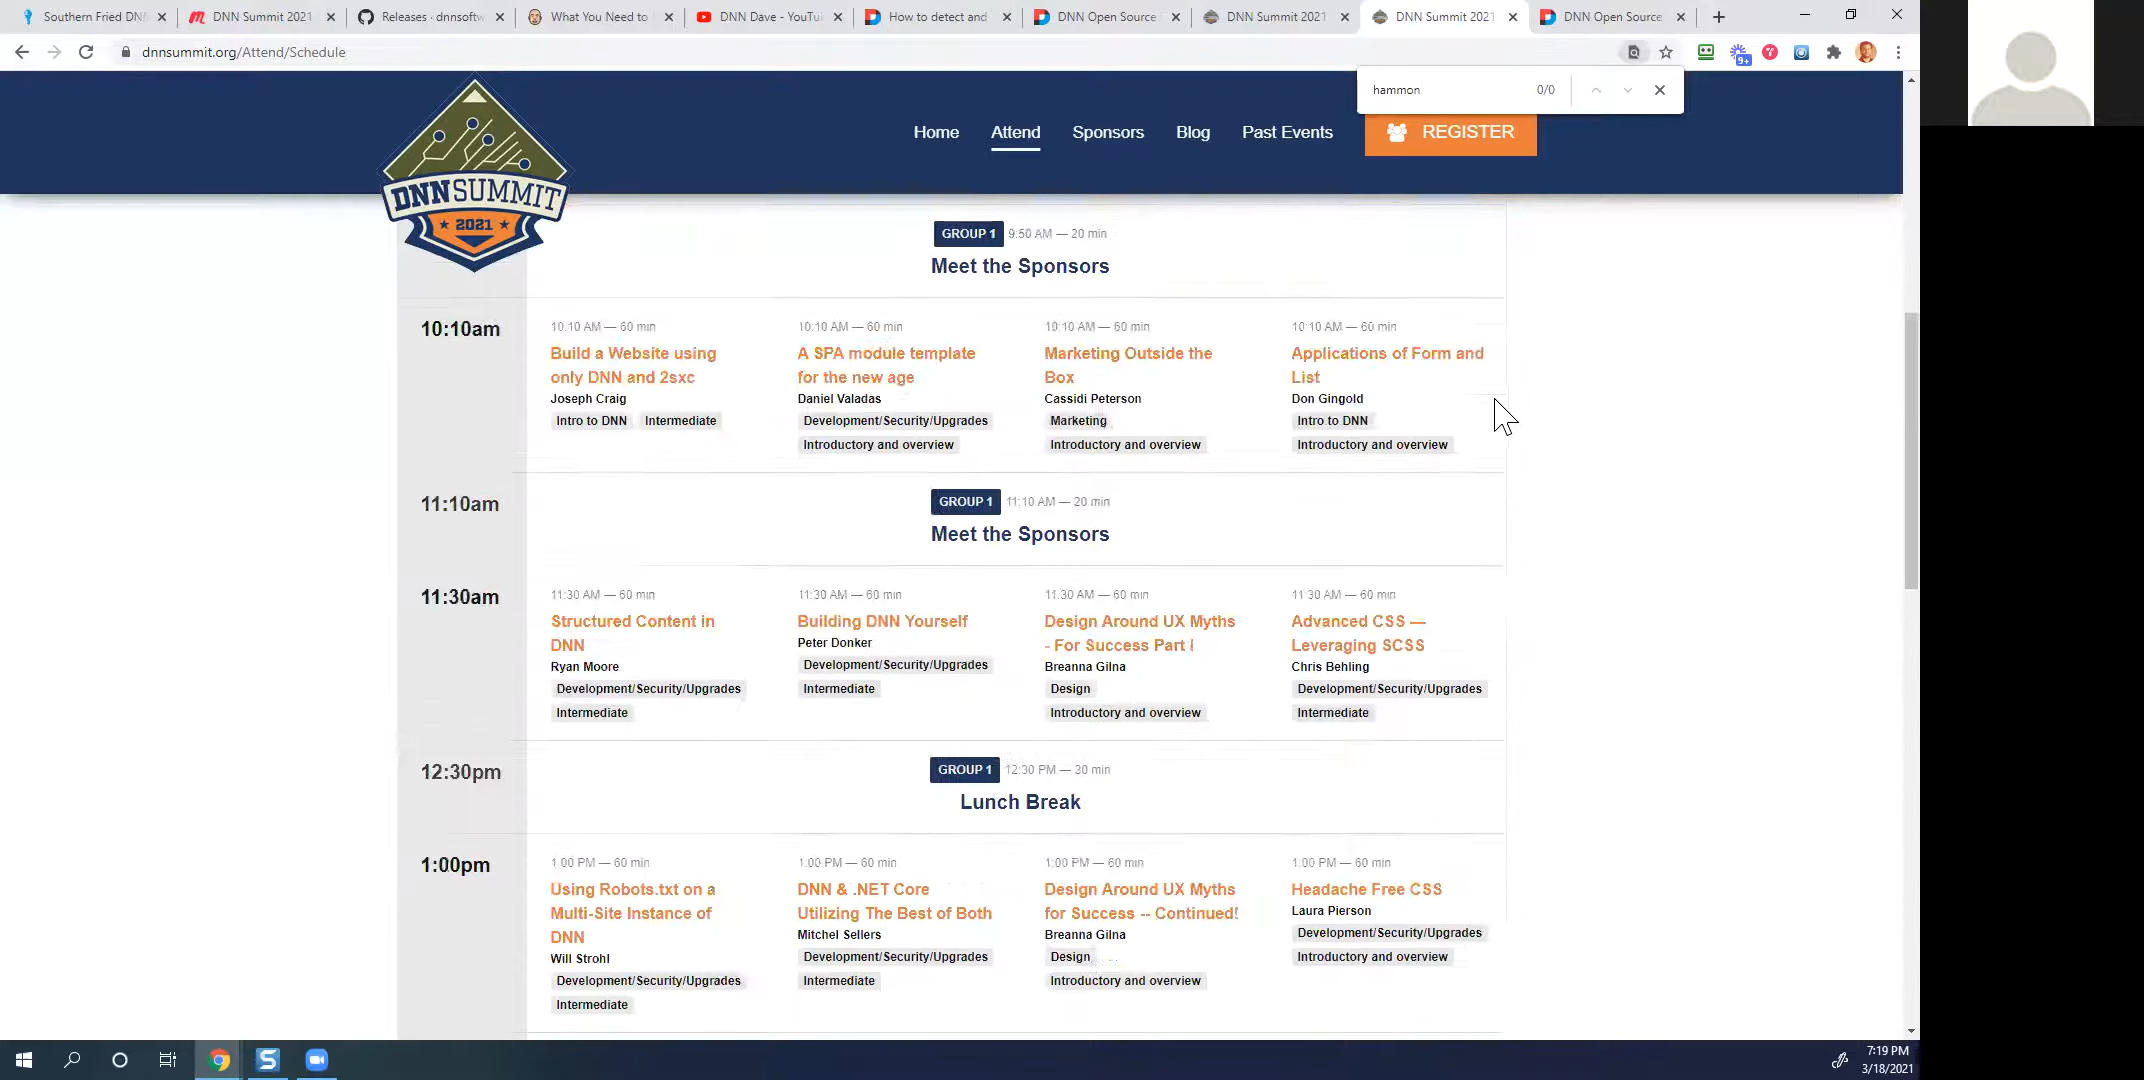 Southern Fried DN
DNN Summit 2021
Releases · dnnsoftw
What You Need to
DNN Dave - YouTu
How to detect and
DNN Open Source
DNN Summit 2021
DNN Summit 2021
DNN Open Source
dnnsummit.org/Attend/Schedule
9+
hammon
0/0
DNNSUMMIT
★ 2021 ★
Home
Attend
Sponsors
Blog
Past Events
REGISTER
GROUP 1 9:50 AM — 20 min
Meet the Sponsors
10:10am
10:10 AM — 60 min
Build a Website using
only DNN and 2sxc
Joseph Craig
Intro to DNN Intermediate
10:10 AM — 60 min
A SPA module template
for the new age
Daniel Valadas
Development/Security/Upgrades
Introductory and overview
10:10 AM — 60 min
Marketing Outside the
Box
Cassidi Peterson
Marketing
Introductory and overview
10:10 AM — 60 min
Applications of Form and
List
Don Gingold
Intro to DNN
Introductory and overview
11:10am
GROUP 1 11:10 AM — 20 min
Meet the Sponsors
11:30am
11:30 AM — 60 min
Structured Content in
DNN
Ryan Moore
Development/Security/Upgrades
Intermediate
11:30 AM — 60 min
Building DNN Yourself
Peter Donker
Development/Security/Upgrades
Intermediate
11:30 AM — 60 min
Design Around UX Myths
- For Success Part I
Breanna Gilna
Design
Introductory and overview
11:30 AM — 60 min
Advanced CSS —
Leveraging SCSS
Chris Behling
Development/Security/Upgrades
Intermediate
12:30pm
GROUP 1 12:30 PM — 30 min
Lunch Break
1:00pm
1:00 PM — 60 min
Using Robots.txt on a
Multi-Site Instance of
DNN
Will Strohl
Development/Security/Upgrades
Intermediate
1:00 PM — 60 min
DNN & .NET Core
Utilizing The Best of Both
Mitchel Sellers
Development/Security/Upgrades
Intermediate
1:00 PM — 60 min
Design Around UX Myths
for Success -- Continued!
Breanna Gilna
Design
Introductory and overview
1:00 PM — 60 min
Headache Free CSS
Laura Pierson
Development/Security/Upgrades
Introductory and overview
7:19 PM
3/18/2021